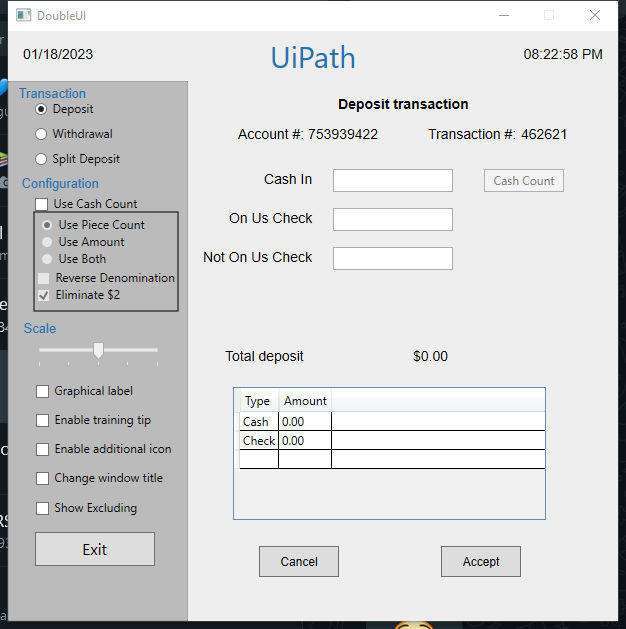 DoubleUI
01/18/2023
UiPath
08:22:58 PM
Transaction
Deposit
Withdrawal
Split Deposit
Configuration
Use Cash Count
Use Piece Count
Use Amount
Use Both
Reverse Denomination
Eliminate $2
Scale
Graphical label
Enable training tip
Enable additional icon
Change window title
Show Excluding
Exit
Deposit transaction
Account #: 753939422 Transaction #: 462621
Cash In
Cash Count
On Us Check
Not On Us Check
Total deposit $0.00
Type Amount
Cash 0.00
Check 0.00
Cancel Accept